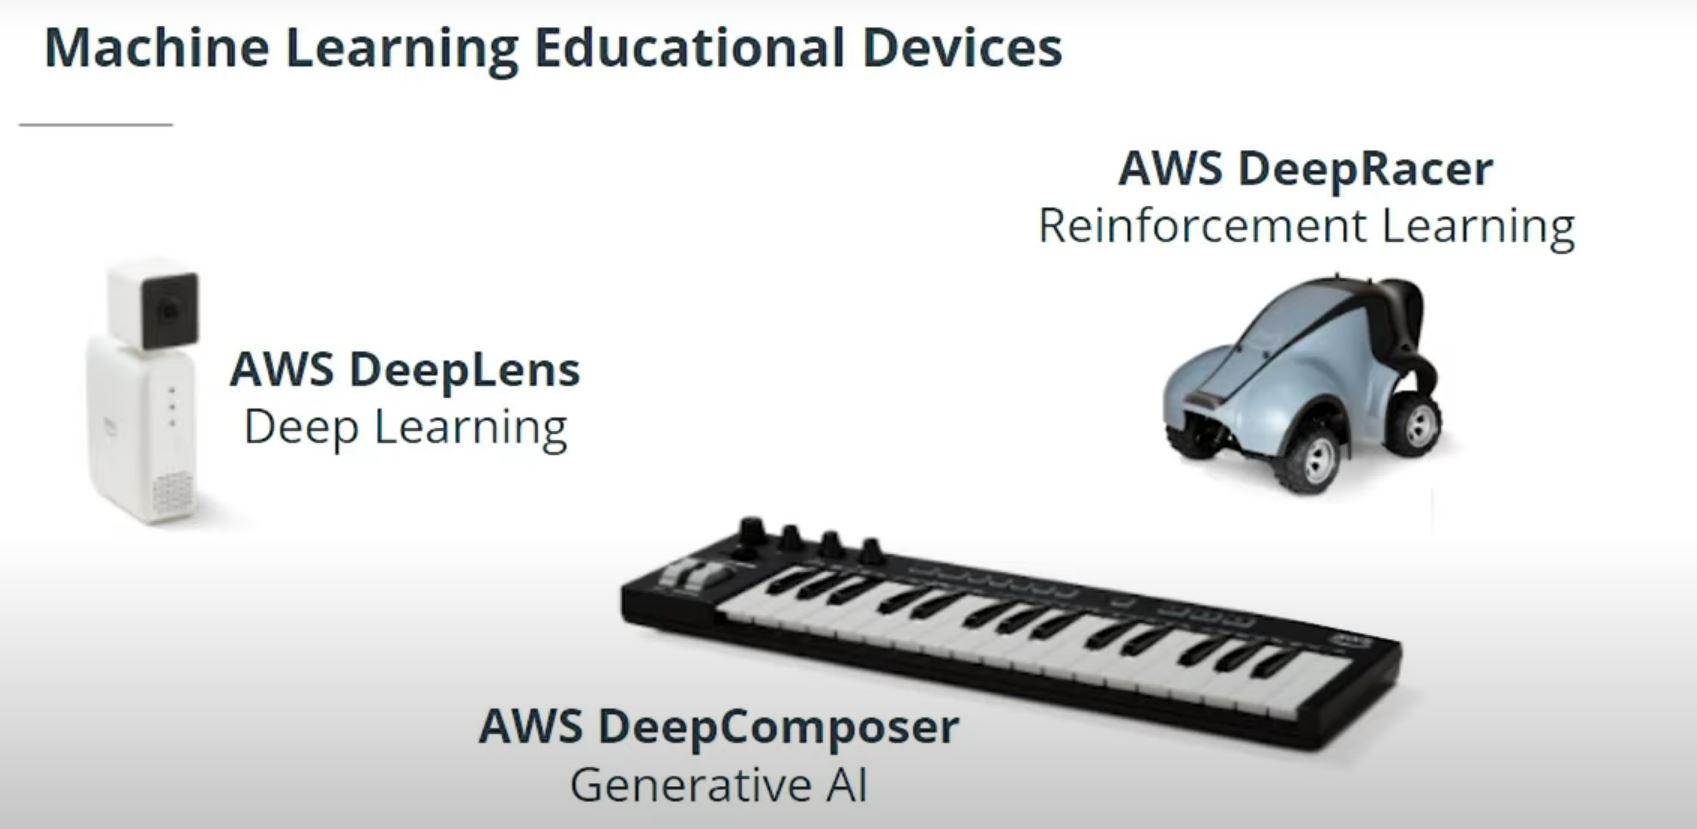 Machine Learning Educational Devices
AWS DeepRacer
Reinforcement Learning
AWS DeepLens
Deep Learning
AWS DeepComposer
Generative AI